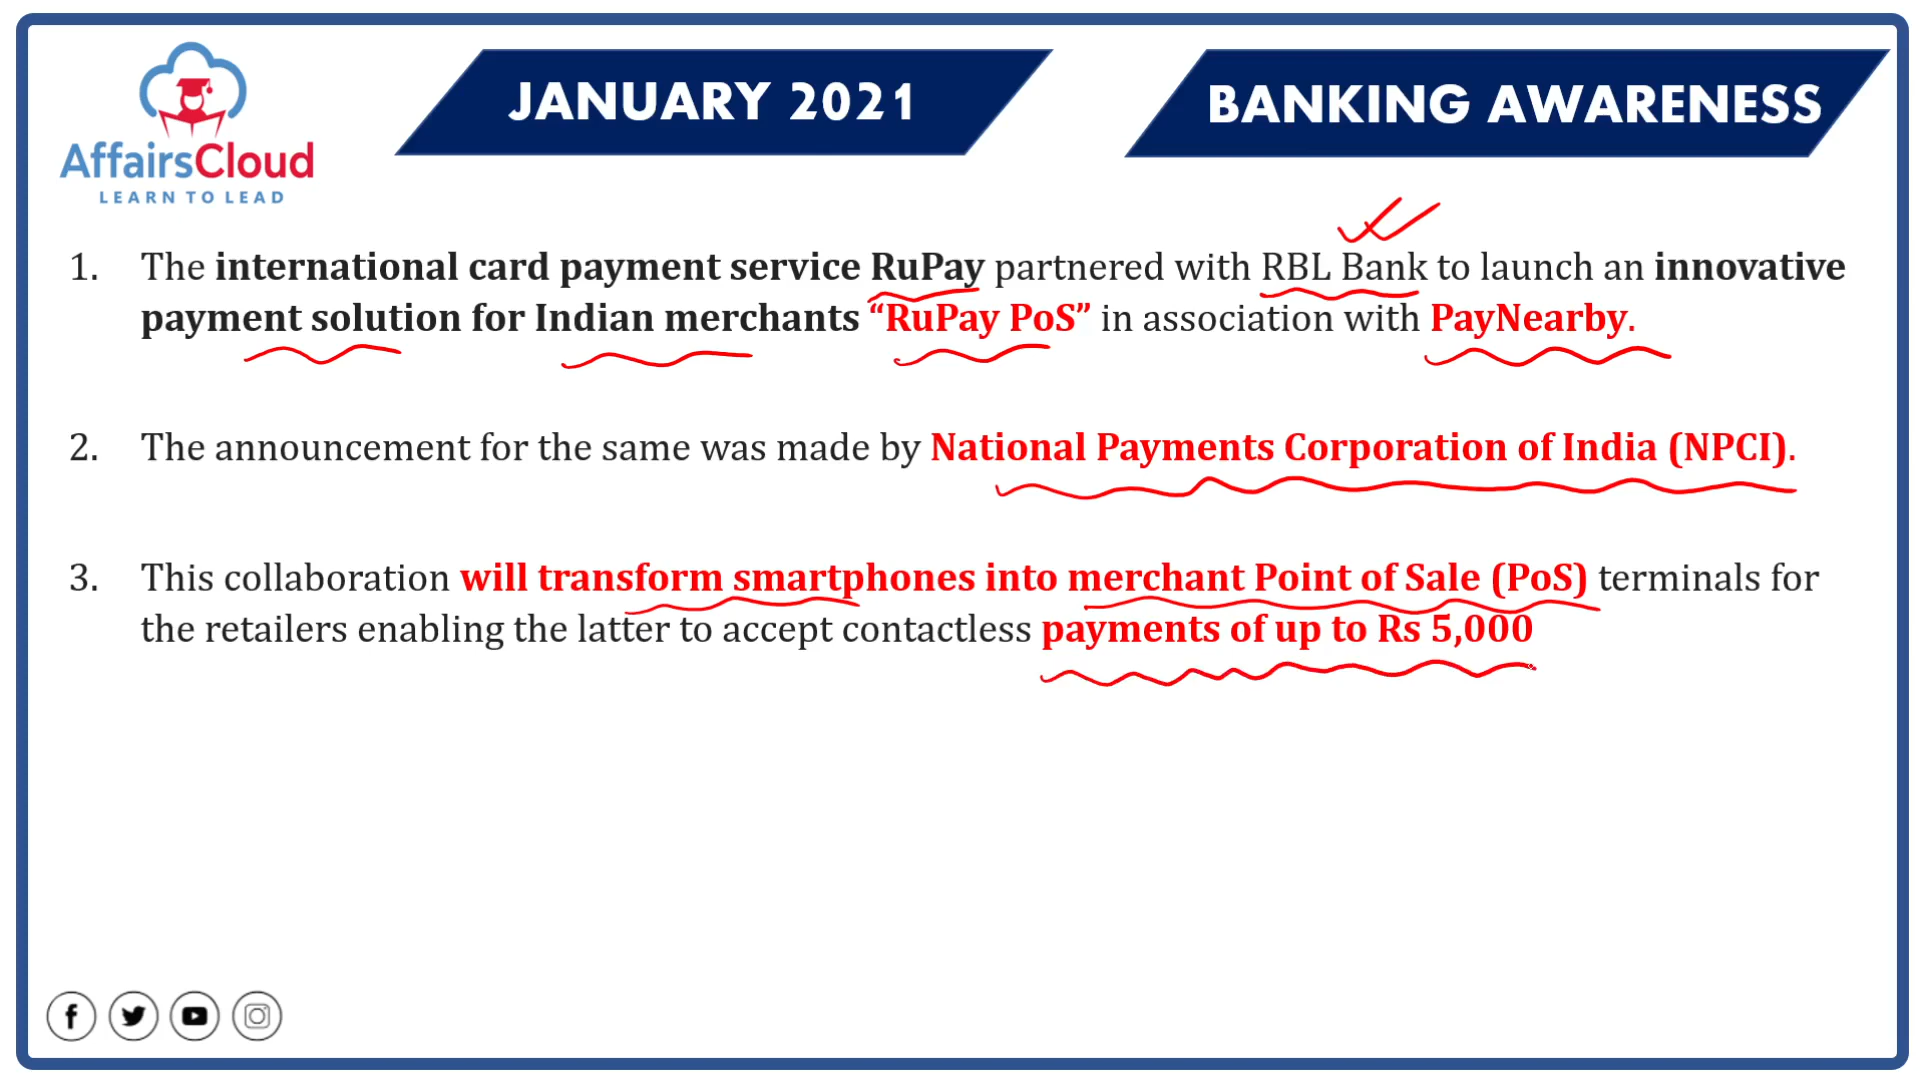 AffairsCloud
LEARN TO LEAD
JANUARY 2021
BANKING AWARENESS
1. The international card payment service RuPay partnered with RBL Bank to launch an innovative
payment solution for Indian merchants “RuPay PoS” in association with PayNearby.
2. The announcement for the same was made by National Payments Corporation of India (NPCI).
3. This collaboration will transform smartphones into merchant Point of Sale (PoS) terminals for
the retailers enabling the latter to accept contactless payments of up to Rs 5,000